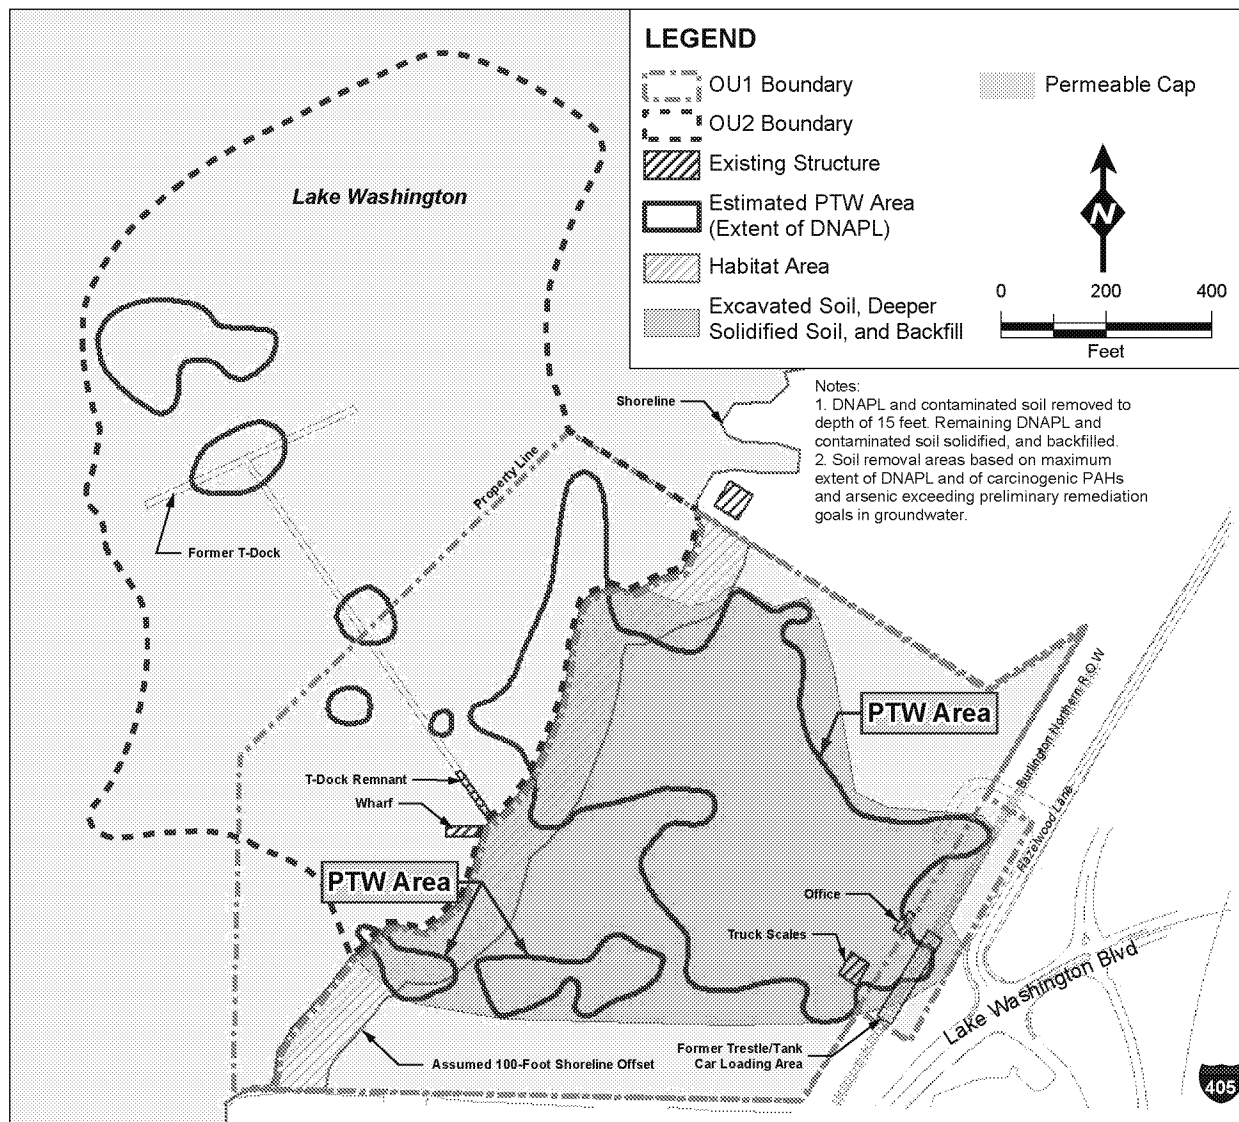 LEGEND
OU1 Boundary
OU2 Boundary
Existing Structure
Estimated PTW Area
(Extent of DNAPL)
Habitat Area
Excavated Soil, Deeper
Solidified Soil, and Backfill
Permeable Cap
N
0 200 400
Feet
Notes:
1. DNAPL and contaminated soil removed to
depth of 15 feet. Remaining DNAPL and
contaminated soil solidified, and backfilled.
2. Soil removal areas based on maximum
extent of DNAPL and of carcinogenic PAHs
and arsenic exceeding preliminary remediation
goals in groundwater.
Lake Washington
Shoreline
Property Line
Former T-Dock
PTW Area
Burlington Northern R O W
Hazelwood Lane
T-Dock Remnant
Wharf
PTW Area
Office
Truck Scales
Lake Washington Blvd
Assumed 100-Foot Shoreline Offset
Former Trestle/Tank
Car Loading Area
405